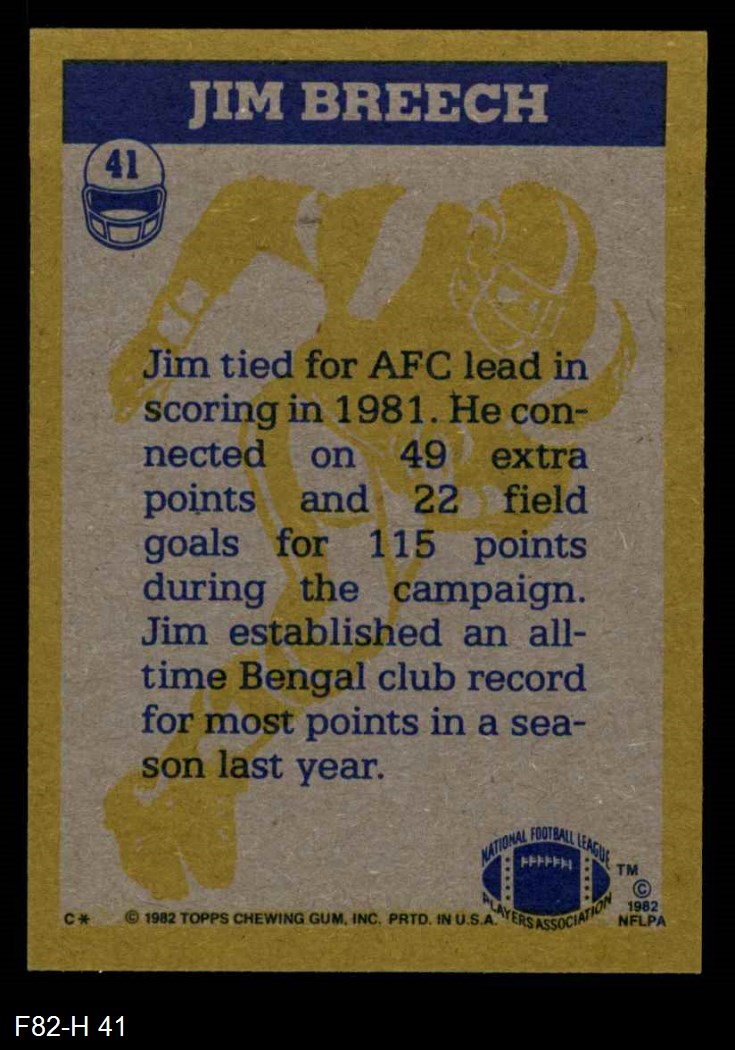 JIM BREECH
41
Jim tied for AFC lead in
scoring in 1981. He con-
nected on 49 extra
points and 22 field
goals for 115 points
during the campaign.
Jim established an all-
time Bengal club record
for most points in a sea-
son last year.
NATIONAL FOOTBALL LEAGUE
PLAYERS ASSOCIATION
TM
©
1982
NFLPA
C* © 1982 TOPPS CHEWING GUM, INC. PRTD. IN U.S.A.
F82-H 41